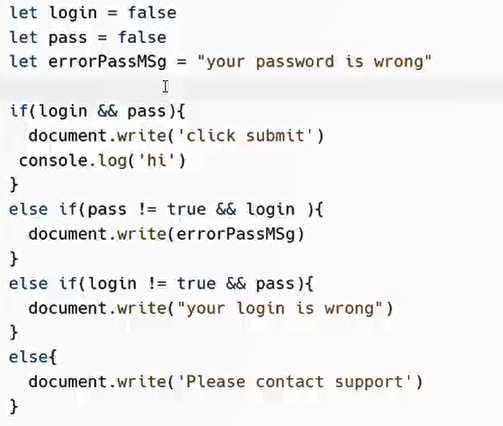 let login = false
let pass = false
let errorPassMSg = "your password is wrong"
if(login && pass){
document.write('click submit')
console.log('hi')
}
else if(pass != true && login ){
document.write(errorPassMSg)
}
else if(login != true && pass){
document.write("your login is wrong")
}
else{
document.write('Please contact support')
}